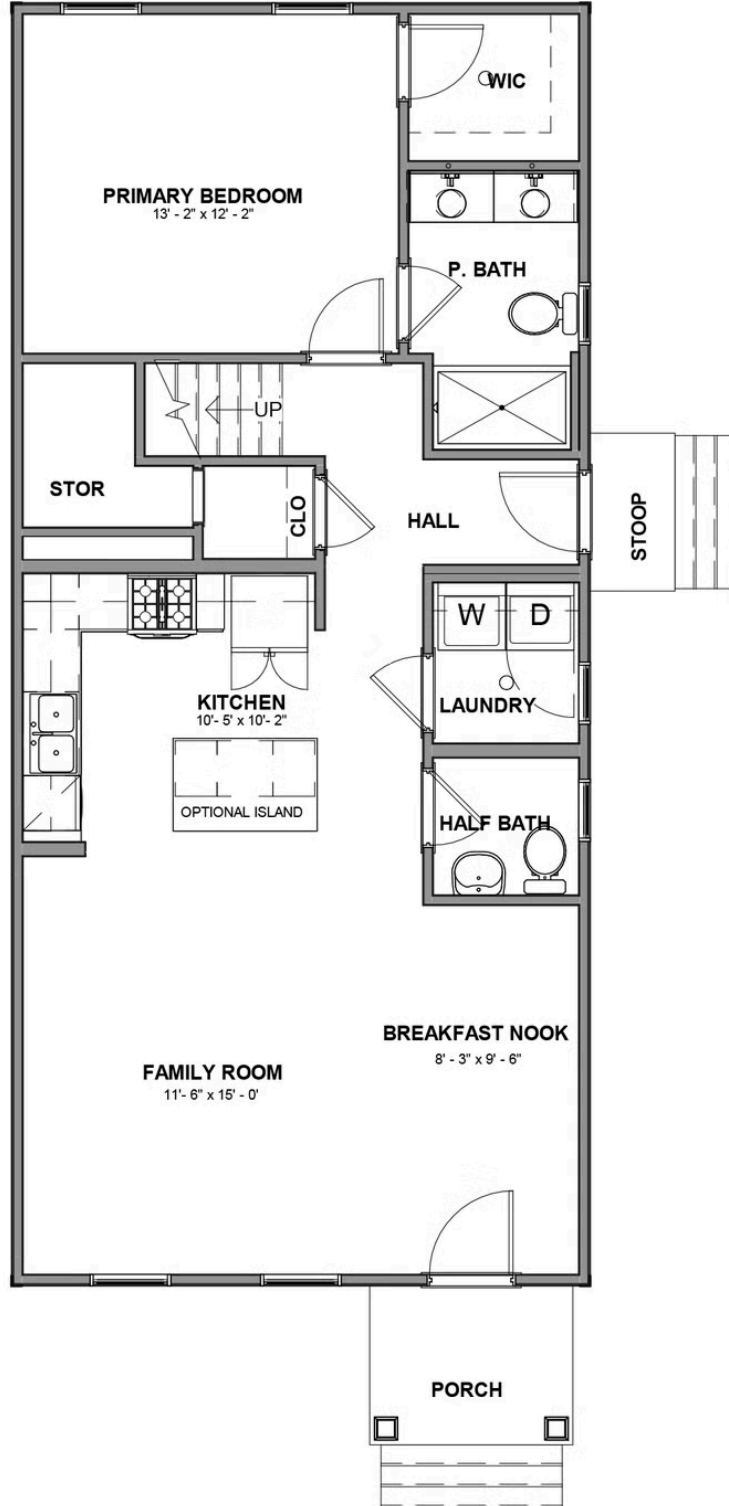 WIC
PRIMARY BEDROOM
13' - 2" x 12' - 2"
P. BATH
UP
STOR
CLO
HALL
STOOP
W D
KITCHEN
10'- 5' x 10'- 2"
LAUNDRY
OPTIONAL ISLAND
HALF BATH
BREAKFAST NOOK
8' - 3" x 9' - 6"
FAMILY ROOM
11'- 6" x 15' - 0'
PORCH